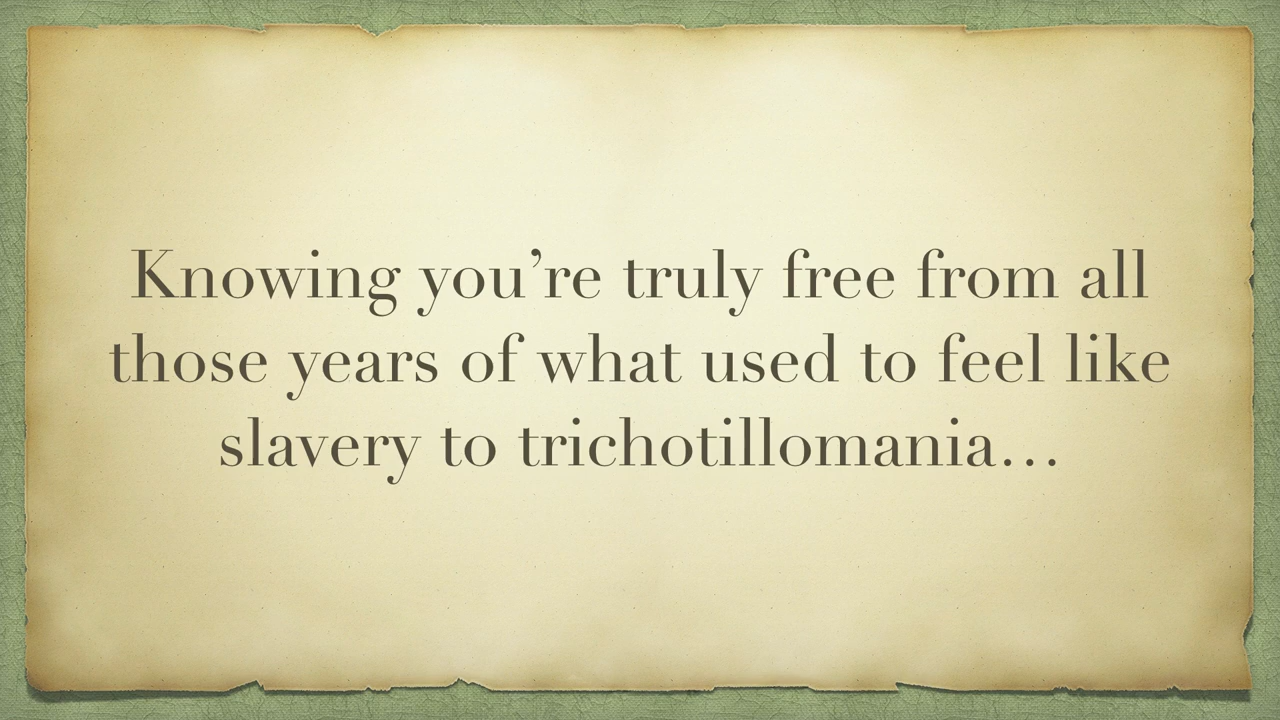 Knowing you’re truly free from all
those years of what used to feel like
slavery to trichotillomania…